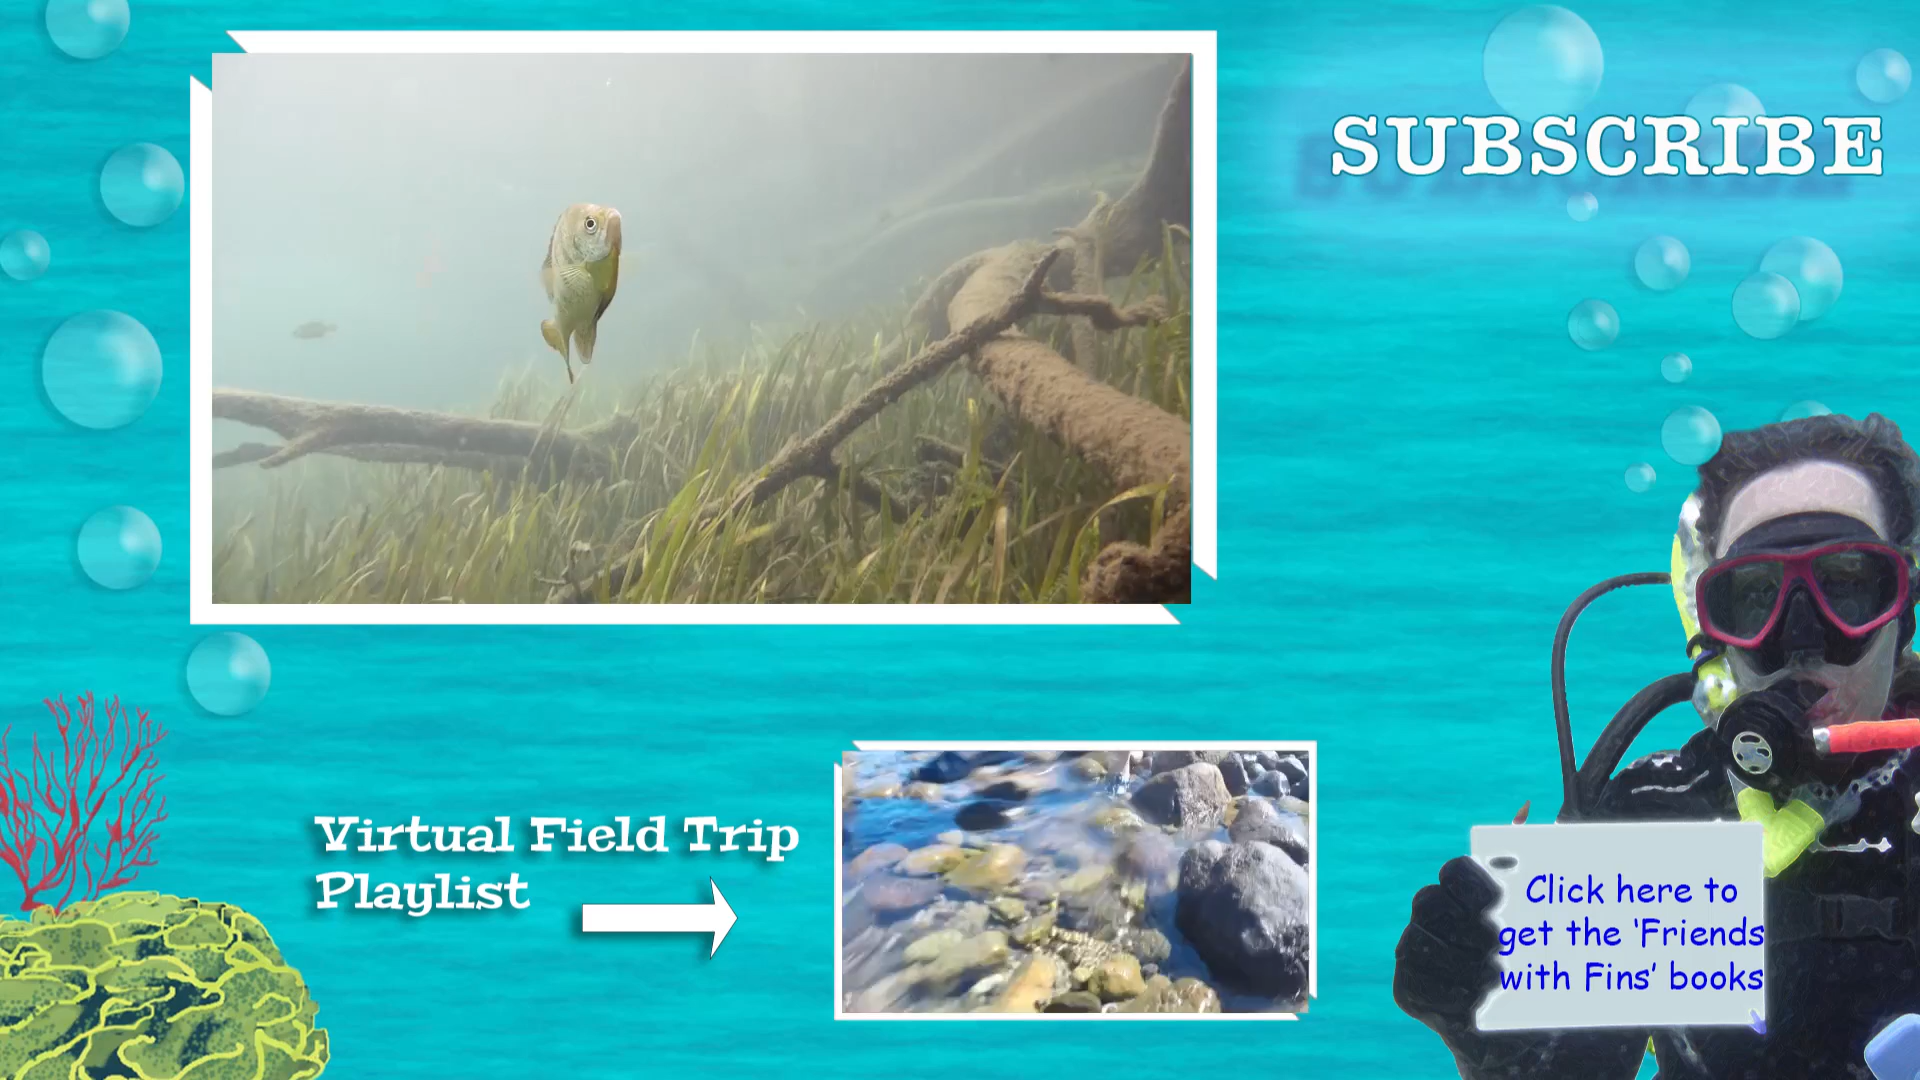 SUBSCRIBE
Virtual Field Trip
Playlist
Click here to
get the ‘Friends
with Fins’ books